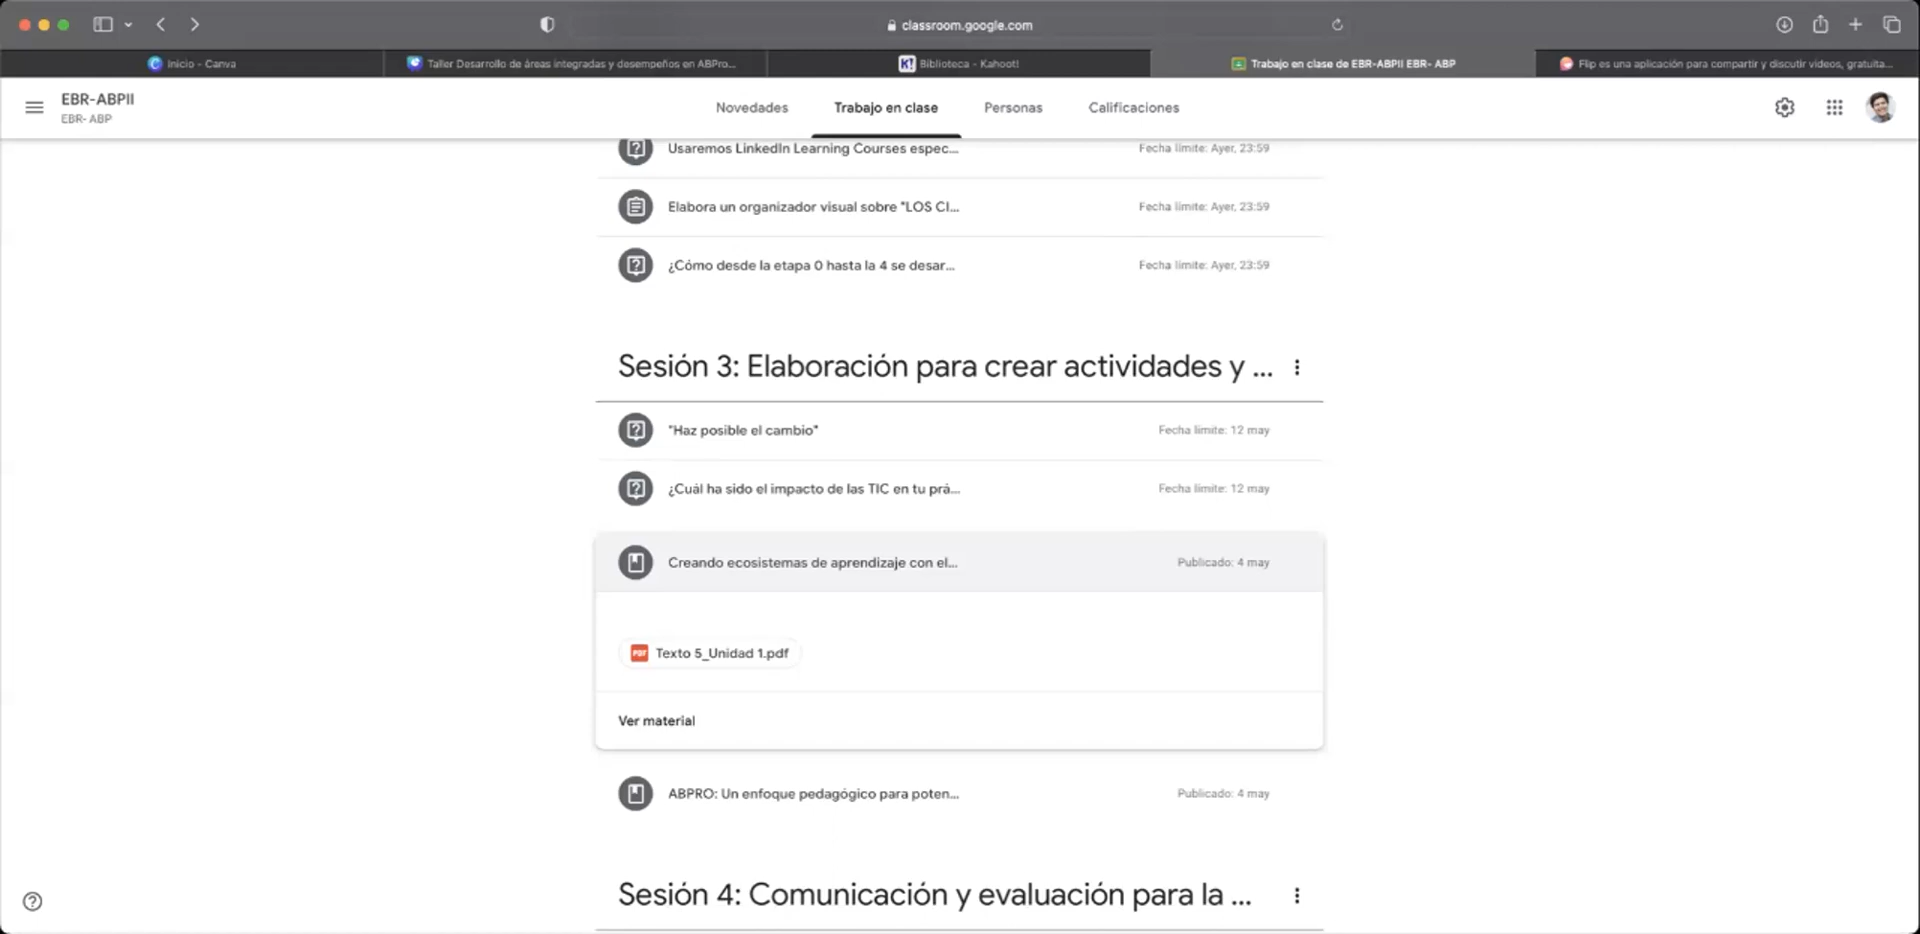 classroom.google.com
Inicio - Canva
Taller Desarrollo de áreas integradas y desempeños en ABPro...
K!
Biblioteca - Kahoot!
Trabajo en clase de EBR-ABPII EBR- ABP
Flip es una aplicación para compartir y discutir videos, gratuita...
EBR-ABPII
EBR- ABP
Novedades
Trabajo en clase
Personas
Calificaciones
Usaremos LinkedIn Learning Courses espec...
Fecha límite: Ayer, 23:59
Elabora un organizador visual sobre "LOS CI...
Fecha límite: Ayer, 23:59
¿Cómo desde la etapa 0 hasta la 4 se desar...
Fecha límite: Ayer, 23:59
Sesión 3: Elaboración para crear actividades y ...
"Haz posible el cambio"
Fecha límite: 12 may
¿Cuál ha sido el impacto de las TIC en tu prá...
Fecha límite: 12 may
Creando ecosistemas de aprendizaje con el...
Publicado: 4 may
PDF
Texto 5_Unidad 1.pdf
Ver material
ABPRO: Un enfoque pedagógico para poten...
Publicado: 4 may
Sesión 4: Comunicación y evaluación para la ...